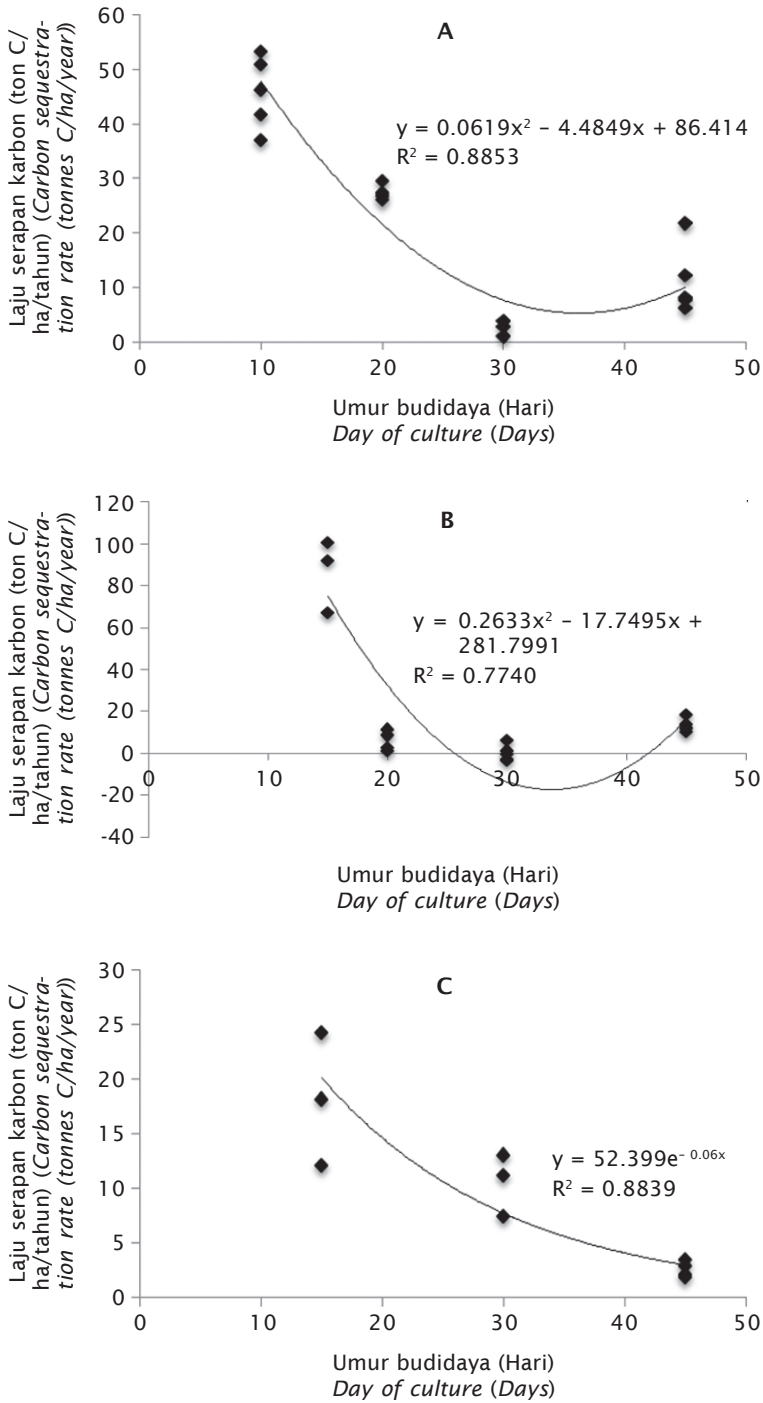 A
Laju serapan karbon (ton C/
ha/tahun) (Carbon sequestra-
tion rate (tonnes C/ha/year))
60
50
40
30
20
10
0
y = 0.0619x² – 4.4849x + 86.414
R² = 0.8853
0 10 20 30 40 50
Umur budidaya (Hari)
Day of culture (Days)
B
Laju serapan karbon (ton C/
ha/tahun) (Carbon sequestra-
tion rate (tonnes C/ha/year))
120
100
80
60
40
20
0
-20
-40
y = 0.2633x² – 17.7495x +
281.7991
R² = 0.7740
0 10 20 30 40 50
Umur budidaya (Hari)
Day of culture (Days)
C
Laju serapan karbon (ton C/
ha/tahun) (Carbon sequestra-
tion rate (tonnes C/ha/year))
30
25
20
15
10
5
0
y = 52.399e⁻ ⁰·⁰⁶ˣ
R² = 0.8839
0 10 20 30 40 50
Umur budidaya (Hari)
Day of culture (Days)